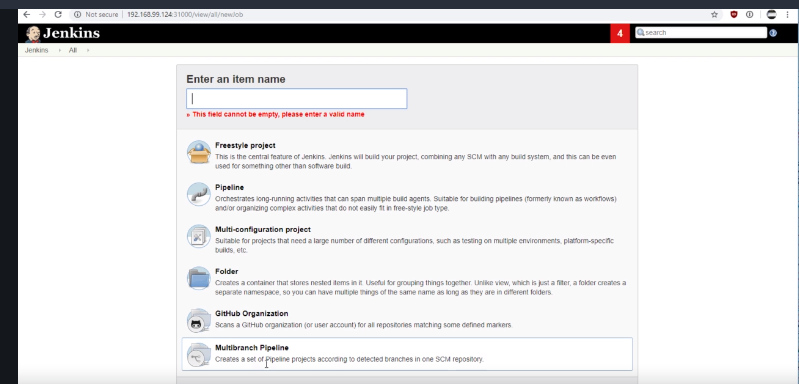 Not secure | 192.168.99.124:31000/view/all/newJob
Jenkins
4
search
Jenkins
All
Enter an item name
» This field cannot be empty, please enter a valid name
Freestyle project
This is the central feature of Jenkins. Jenkins will build your project, combining any SCM with any build system, and this can be even
used for something other than software build.
Pipeline
Orchestrates long-running activities that can span multiple build agents. Suitable for building pipelines (formerly known as workflows)
and/or organizing complex activities that do not easily fit in free-style job type.
Multi-configuration project
Suitable for projects that need a large number of different configurations, such as testing on multiple environments, platform-specific
builds, etc.
Folder
Creates a container that stores nested items in it. Useful for grouping things together. Unlike view, which is just a filter, a folder creates a
separate namespace, so you can have multiple things of the same name as long as they are in different folders.
GitHub Organization
Scans a GitHub organization (or user account) for all repositories matching some defined markers.
Multibranch Pipeline
Creates a set of Pipeline projects according to detected branches in one SCM repository.